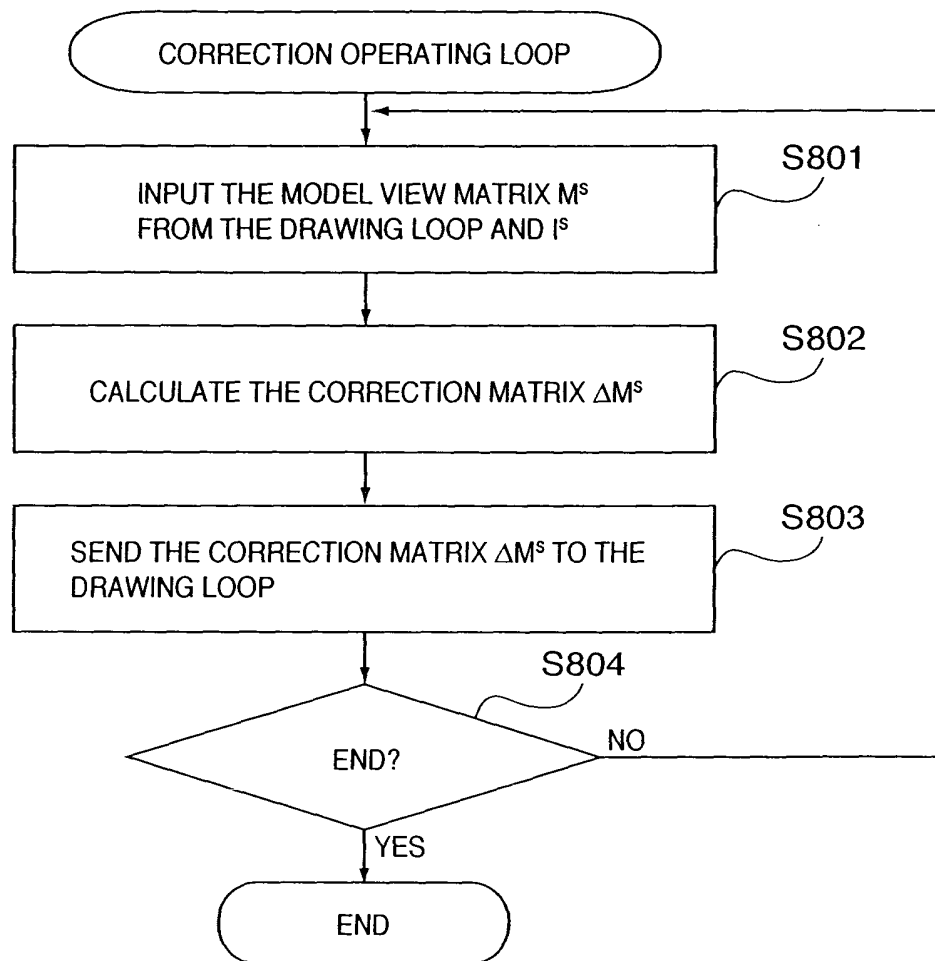 CORRECTION OPERATING LOOP
S801
INPUT THE MODEL VIEW MATRIX Mˢ
FROM THE DRAWING LOOP AND Iˢ
S802
CALCULATE THE CORRECTION MATRIX ΔMˢ
S803
SEND THE CORRECTION MATRIX ΔMˢ TO THE
DRAWING LOOP
S804
END?
NO
YES
END